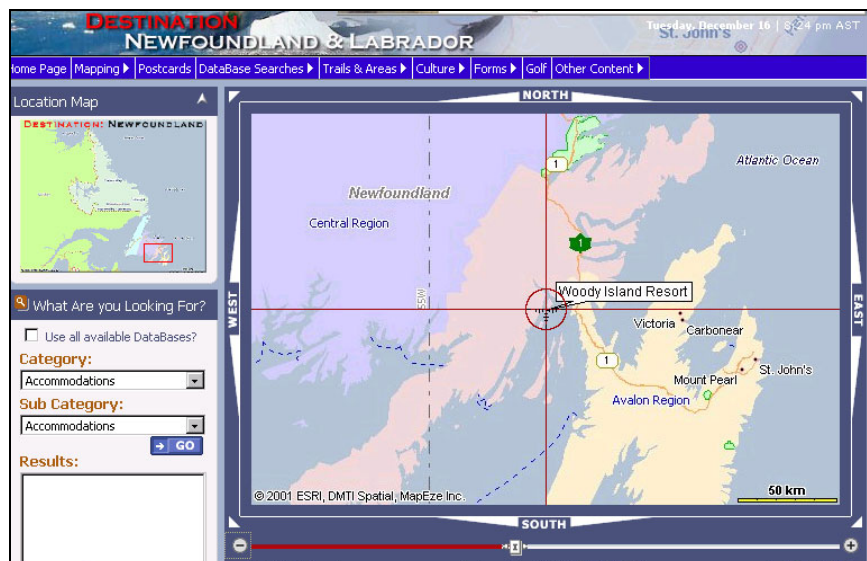 DESTINATION
NEWFOUNDLAND & LABRADOR
Tuesday, December 16 | 8:24 pm AST
St. John's
Home Page | Mapping | Postcards | DataBase Searches | Trails & Areas | Culture | Forms | Golf | Other Content
Location Map
DESTINATION: NEWFOUNDLAND
What Are you Looking For?
Use all available DataBases?
Category:
Accommodations
Sub Category:
Accommodations
GO
Results:
NORTH
WEST
EAST
SOUTH
1
Atlantic Ocean
Newfoundland
Central Region
1
55W
Woody Island Resort
Victoria
Carbonear
1
St. John's
Mount Pearl
Avalon Region
50 km
© 2001 ESRI, DMTI Spatial, MapEze Inc.